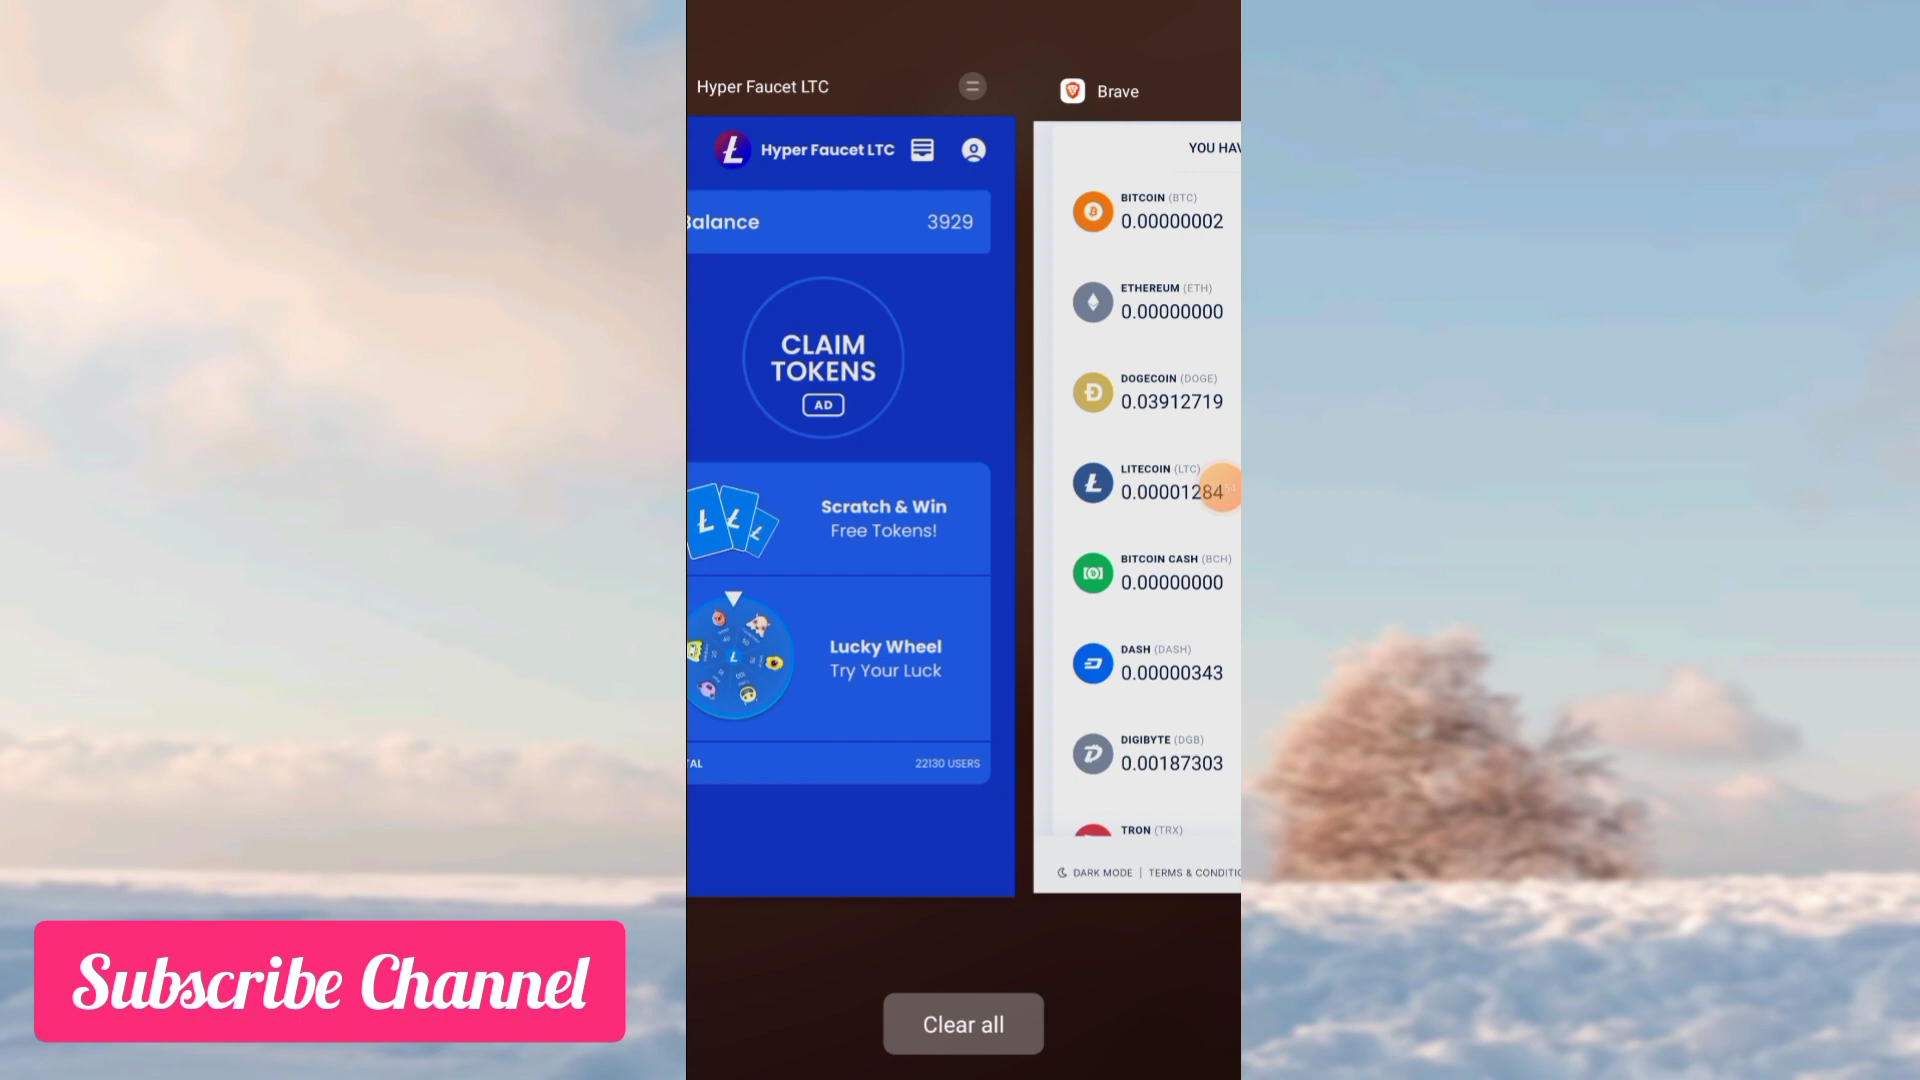 Hyper Faucet LTC
Hyper Faucet LTC
Balance
3929
CLAIM
TOKENS
AD
Scratch & Win
Free Tokens!
Lucky Wheel
Try Your Luck
TAL
22130 USERS
Brave
YOU HAV
BITCOIN (BTC)
0.00000002
ETHEREUM (ETH)
0.00000000
DOGECOIN (DOGE)
0.03912719
LITECOIN (LTC)
0.00001284
BITCOIN CASH (BCH)
0.00000000
DASH (DASH)
0.00000343
DIGIBYTE (DGB)
0.00187303
TRON (TRX)
DARK MODE | TERMS & CONDITIO
Clear all
Subscribe Channel